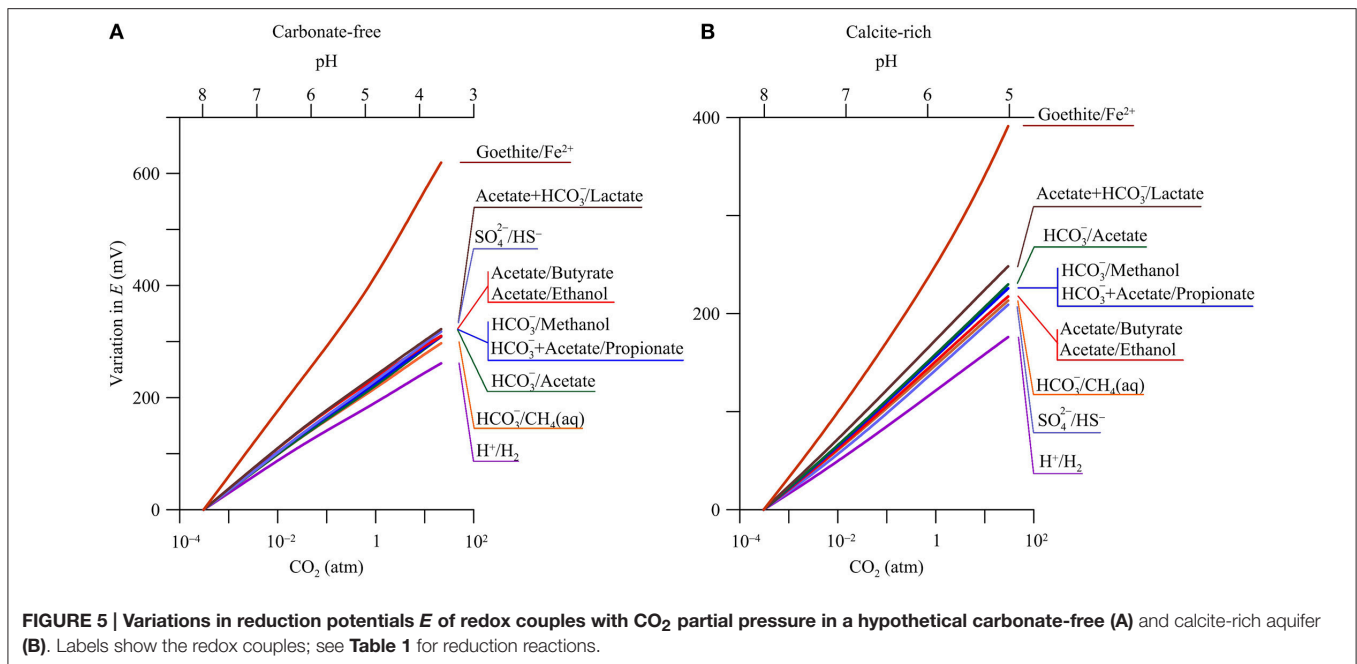 A
Carbonate-free
pH
8 7 6 5 4 3
Variation in E (mV)
600
400
200
0
10⁻⁴ 10⁻² 1 10²
CO₂ (atm)
Goethite/Fe²⁺
Acetate+HCO₃⁻/Lactate
SO₄²⁻/HS⁻
Acetate/Butyrate
Acetate/Ethanol
HCO₃⁻/Methanol
HCO₃⁻+Acetate/Propionate
HCO₃⁻/Acetate
HCO₃⁻/CH₄(aq)
H⁺/H₂
B
Calcite-rich
pH
8 7 6 5
400
200
0
10⁻⁴ 10⁻² 1 10²
CO₂ (atm)
Goethite/Fe²⁺
Acetate+HCO₃⁻/Lactate
HCO₃⁻/Acetate
HCO₃⁻/Methanol
HCO₃⁻+Acetate/Propionate
Acetate/Butyrate
Acetate/Ethanol
HCO₃⁻/CH₄(aq)
SO₄²⁻/HS⁻
H⁺/H₂
FIGURE 5 | Variations in reduction potentials E of redox couples with CO₂ partial pressure in a hypothetical carbonate-free (A) and calcite-rich aquifer
(B). Labels show the redox couples; see Table 1 for reduction reactions.